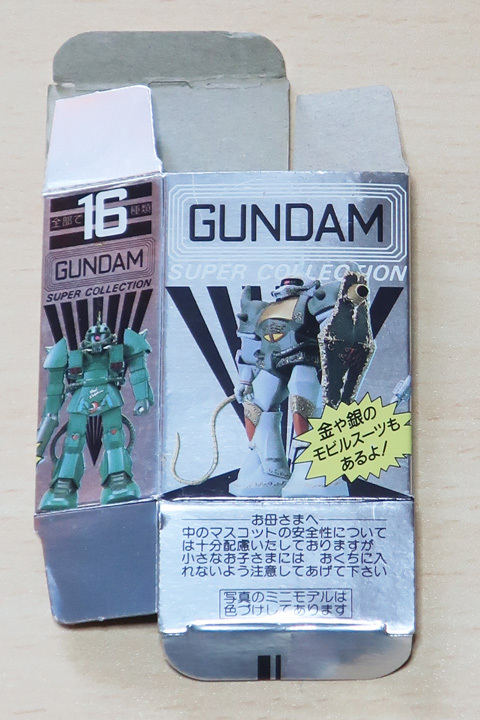 全部で16種類
GUNDAM
SUPER COLLECTION
GUNDAM
SUPER COLLECTION
金や銀の
モビルスーツも
あるよ!
お母さまへ
中のマスコットの安全性について
は十分配慮いたしておりますが
小さなお子さまには おくちに入
れないよう注意してあげて下さい
写真のミニモデルは
色づけしてあります